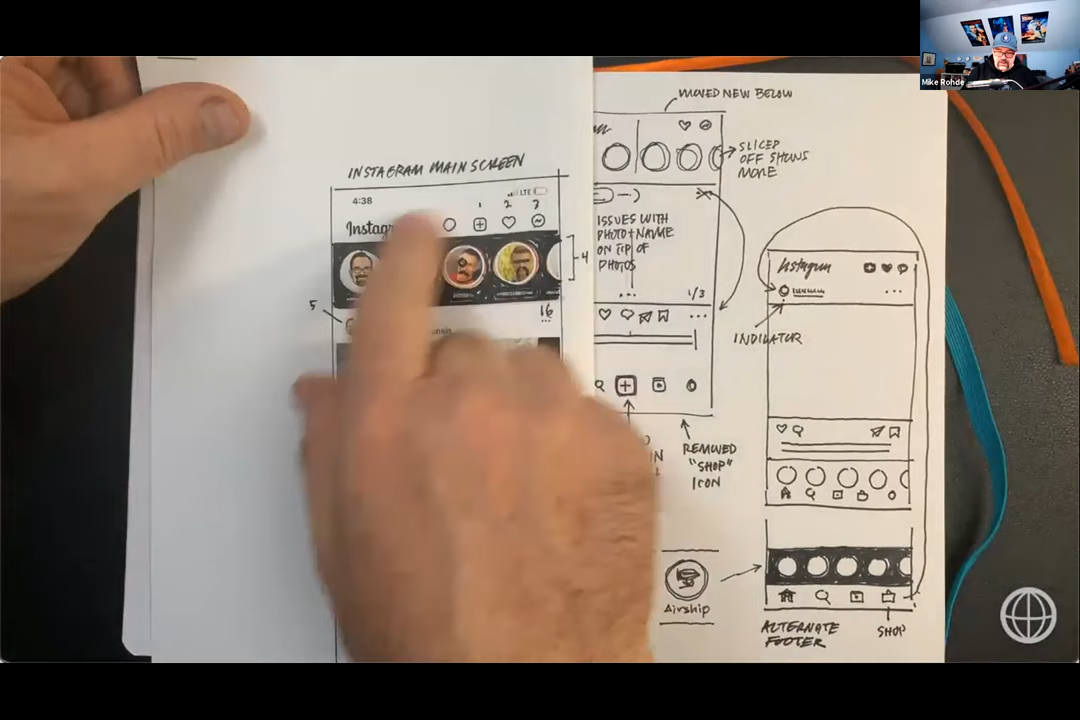 Mike Rohde
INSTAGRAM MAIN SCREEN
4:38
LTE
1 2 3
Instag
4
5
16
MOVED NEW BELOW
SLICED
OFF SHOWS
MORE
ISSUES WITH
PHOTO+NAME
ON TOP OF
PHOTOS
1/3
REMOVED
"SHOP"
ICON
Instagram
INDICATOR
Airship
ALTERNATE
FOOTER
SHOP